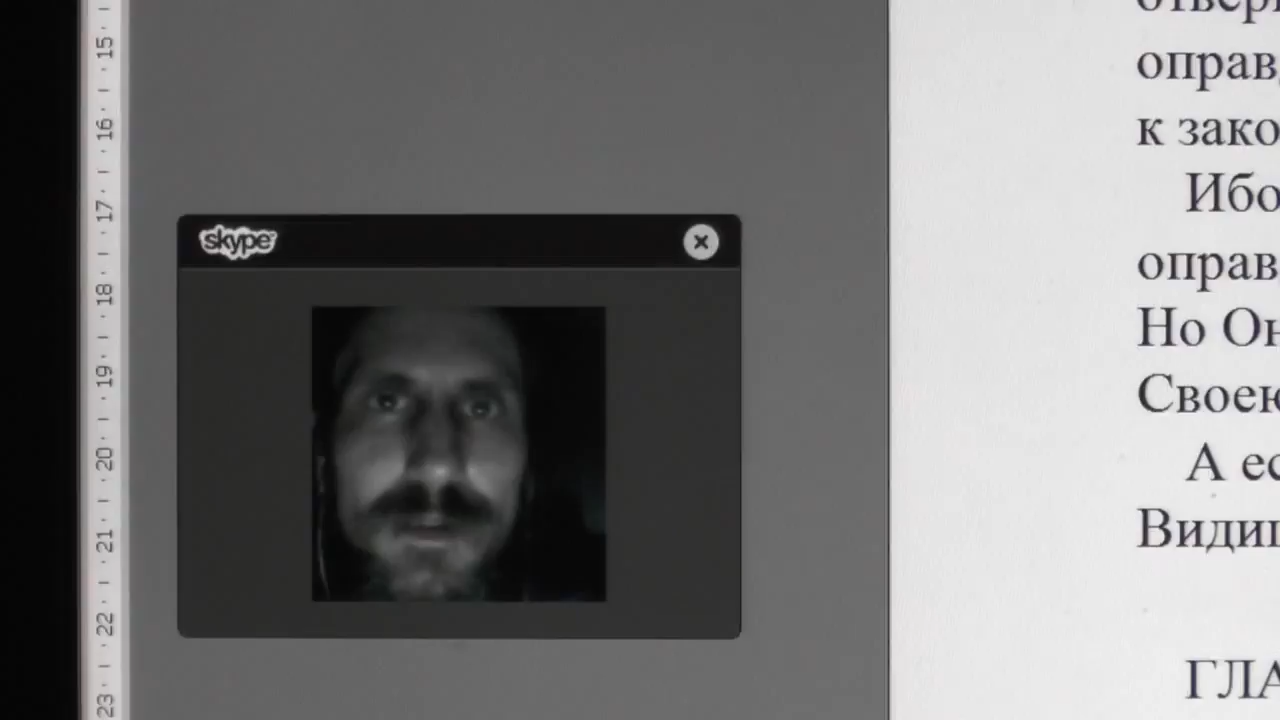 15
16
17
18
19
20
21
22
23
skype
оправ
к зако
Ибо
оправ
Но Он
Своею
А ес
Види
ГЛА